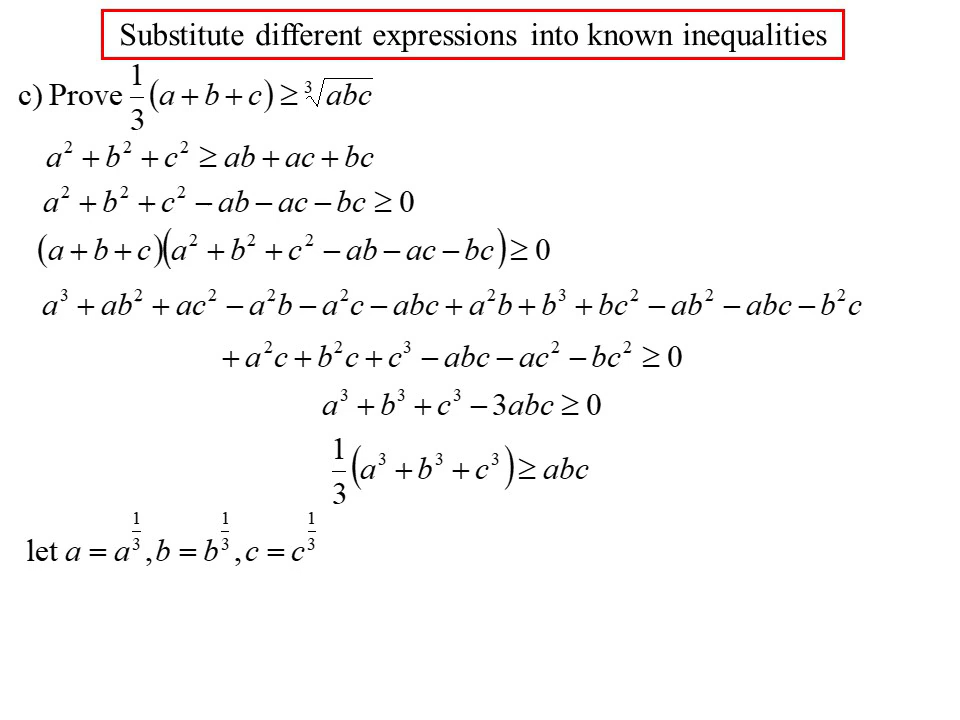 Substitute different expressions into known inequalities
c) Prove 1/3 (a + b + c) ≥ ∛abc
a² + b² + c² ≥ ab + ac + bc
a² + b² + c² − ab − ac − bc ≥ 0
(a + b + c)(a² + b² + c² − ab − ac − bc) ≥ 0
a³ + ab² + ac² − a²b − a²c − abc + a²b + b³ + bc² − ab² − abc − b²c
+ a²c + b²c + c³ − abc − ac² − bc² ≥ 0
a³ + b³ + c³ − 3abc ≥ 0
1/3 (a³ + b³ + c³) ≥ abc
let a = a^(1/3), b = b^(1/3), c = c^(1/3)